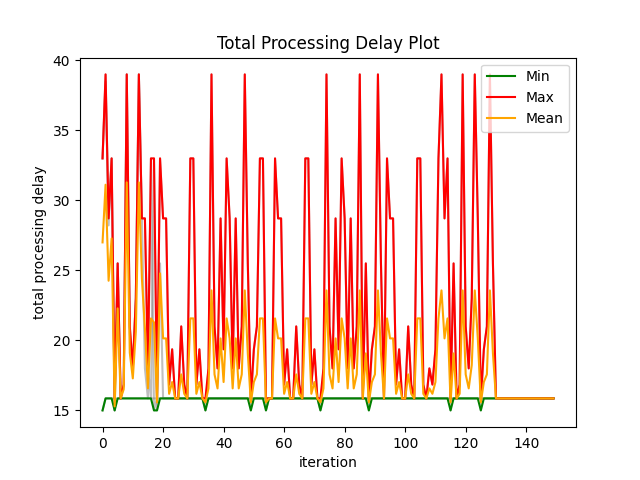 Total Processing Delay Plot
40
35
30
25
20
15
total processing delay
Min
Max
Mean
0 20 40 60 80 100 120 140
iteration